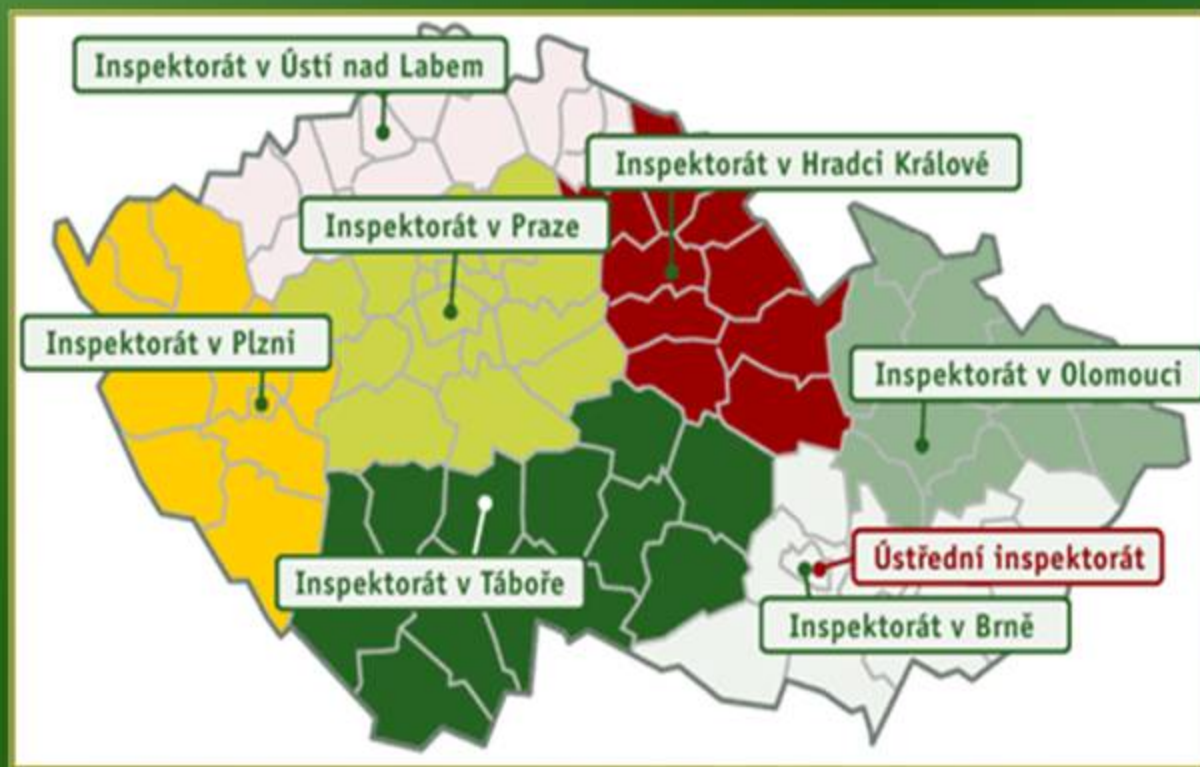 Inspektorát v Ústí nad Labem
Inspektorát v Hradci Králové
Inspektorát v Praze
Inspektorát v Plzni
Inspektorát v Olomouci
Ústřední inspektorát
Inspektorát v Táboře
Inspektorát v Brně